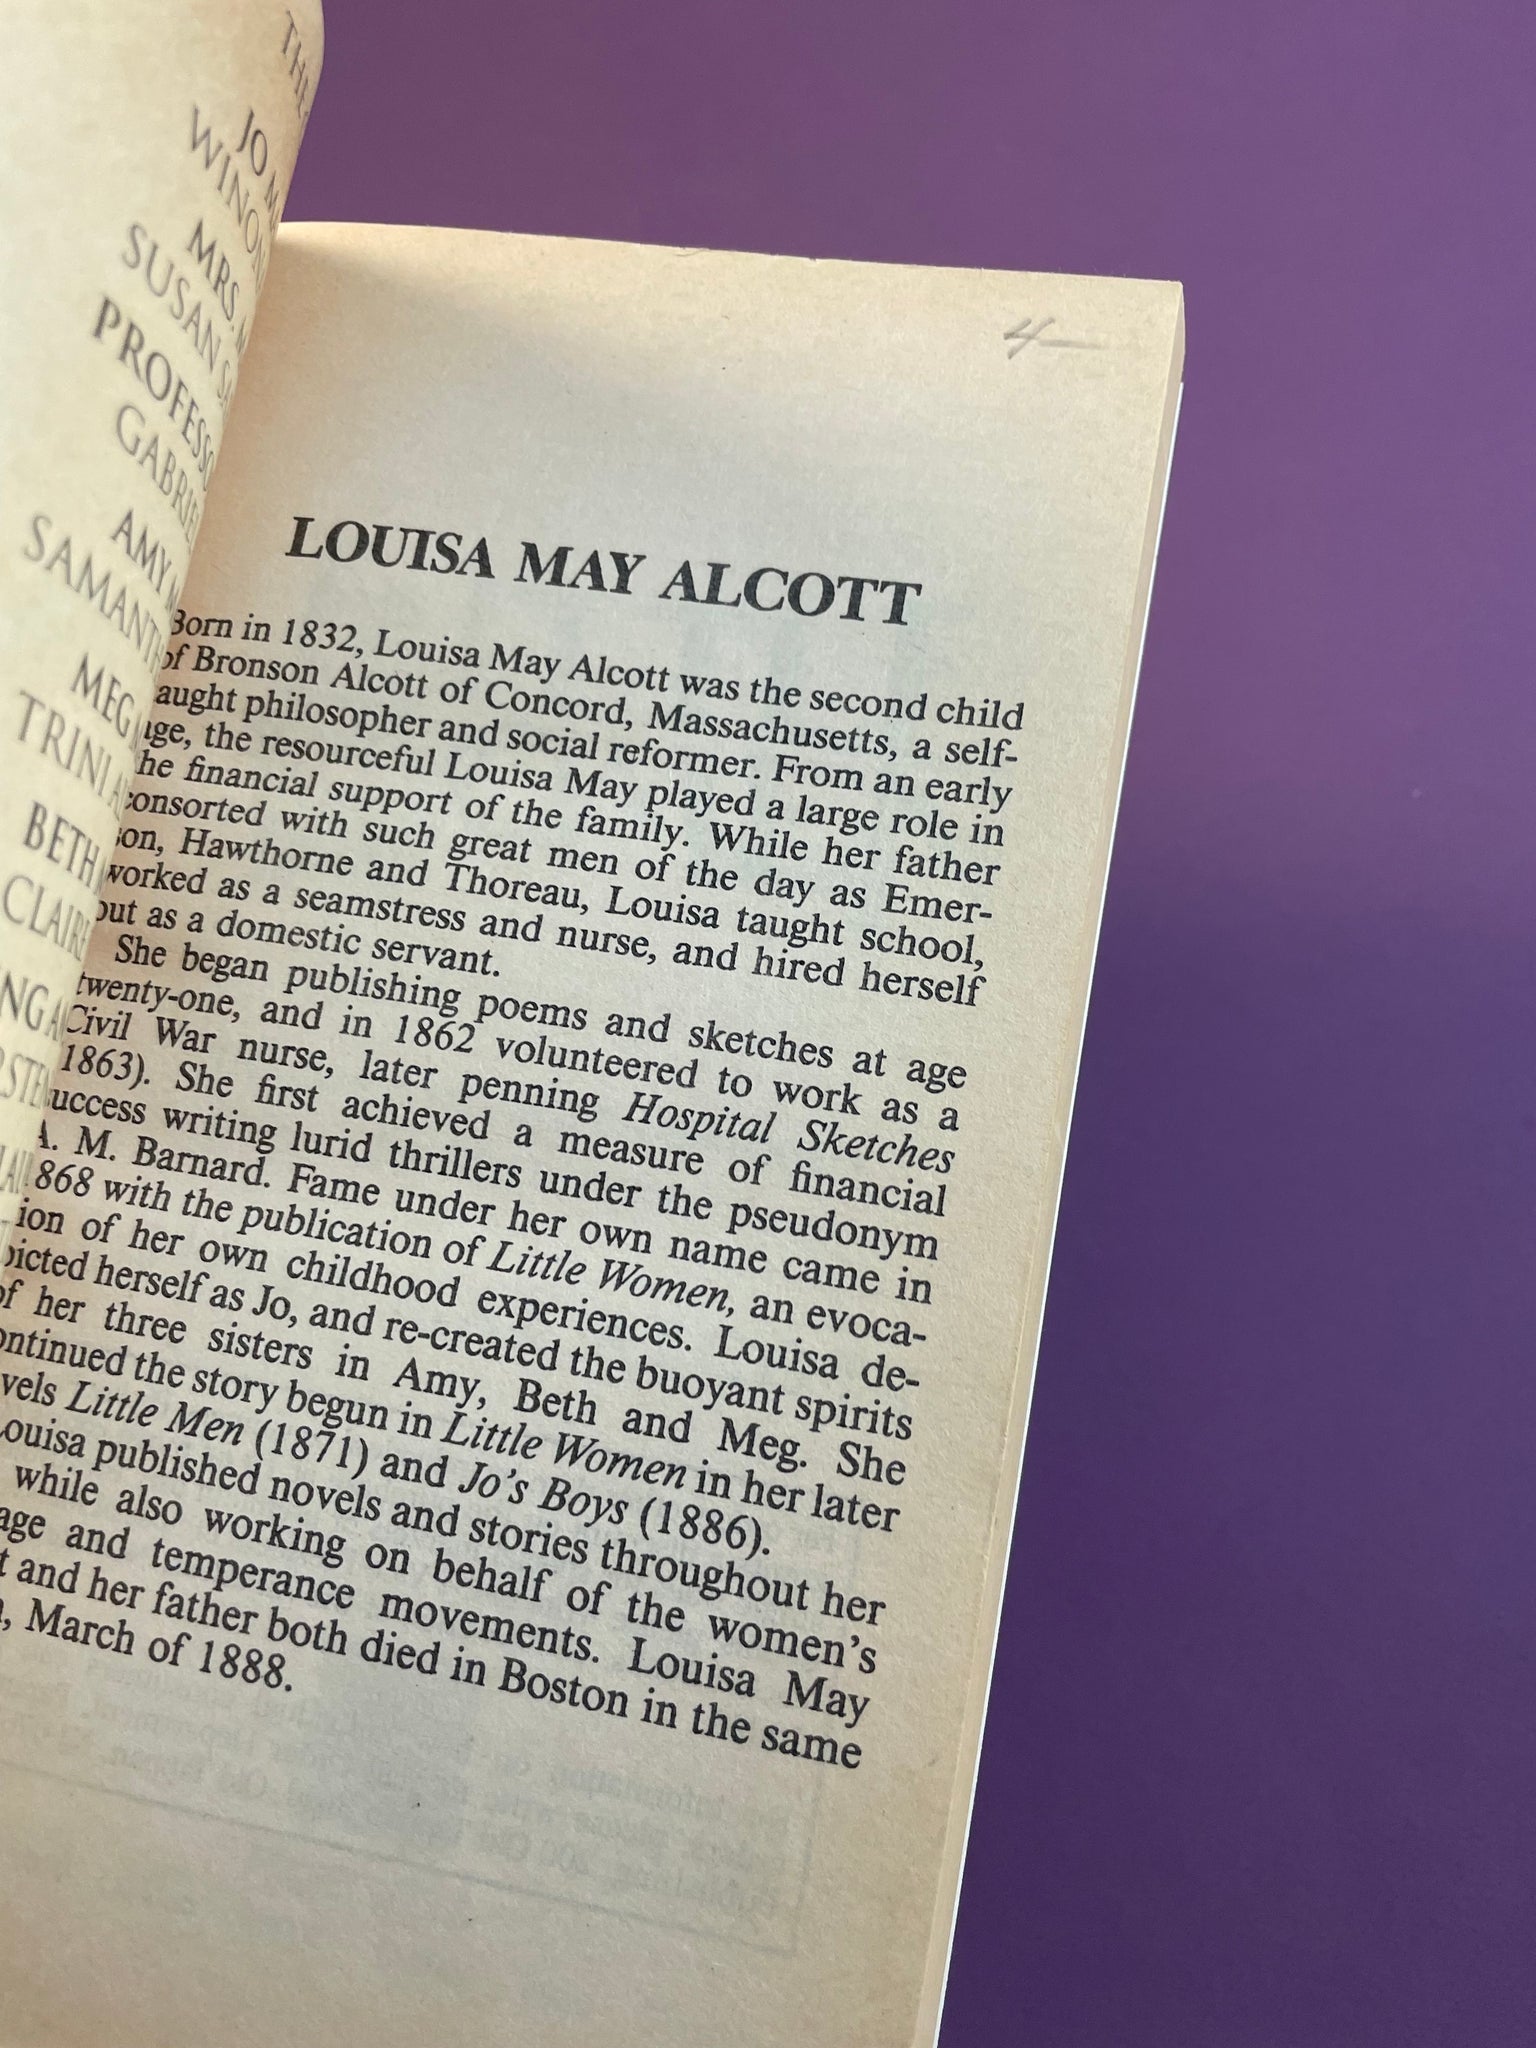 THE
JO M
WINON
MRS. M
SUSAN SA
PROFESSO
GABRIEL
AMY M
SAMANTH
MEG
TRINI A
BETH
CLAIRE
4—
LOUISA MAY ALCOTT
Born in 1832, Louisa May Alcott was the second child
of Bronson Alcott of Concord, Massachusetts, a self-
aught philosopher and social reformer. From an early
age, the resourceful Louisa May played a large role in
he financial support of the family. While her father
consorted with such great men of the day as Emer-
son, Hawthorne and Thoreau, Louisa taught school,
worked as a seamstress and nurse, and hired herself
out as a domestic servant.
She began publishing poems and sketches at age
twenty-one, and in 1862 volunteered to work as a
Civil War nurse, later penning Hospital Sketches
1863). She first achieved a measure of financial
uccess writing lurid thrillers under the pseudonym
A. M. Barnard. Fame under her own name came in
1868 with the publication of Little Women, an evoca-
ion of her own childhood experiences. Louisa de-
picted herself as Jo, and re-created the buoyant spirits
of her three sisters in Amy, Beth and Meg. She
ontinued the story begun in Little Women in her later
vels Little Men (1871) and Jo's Boys (1886).
Louisa published novels and stories throughout her
while also working on behalf of the women's
age and temperance movements. Louisa May
t and her father both died in Boston in the same
, March of 1888.